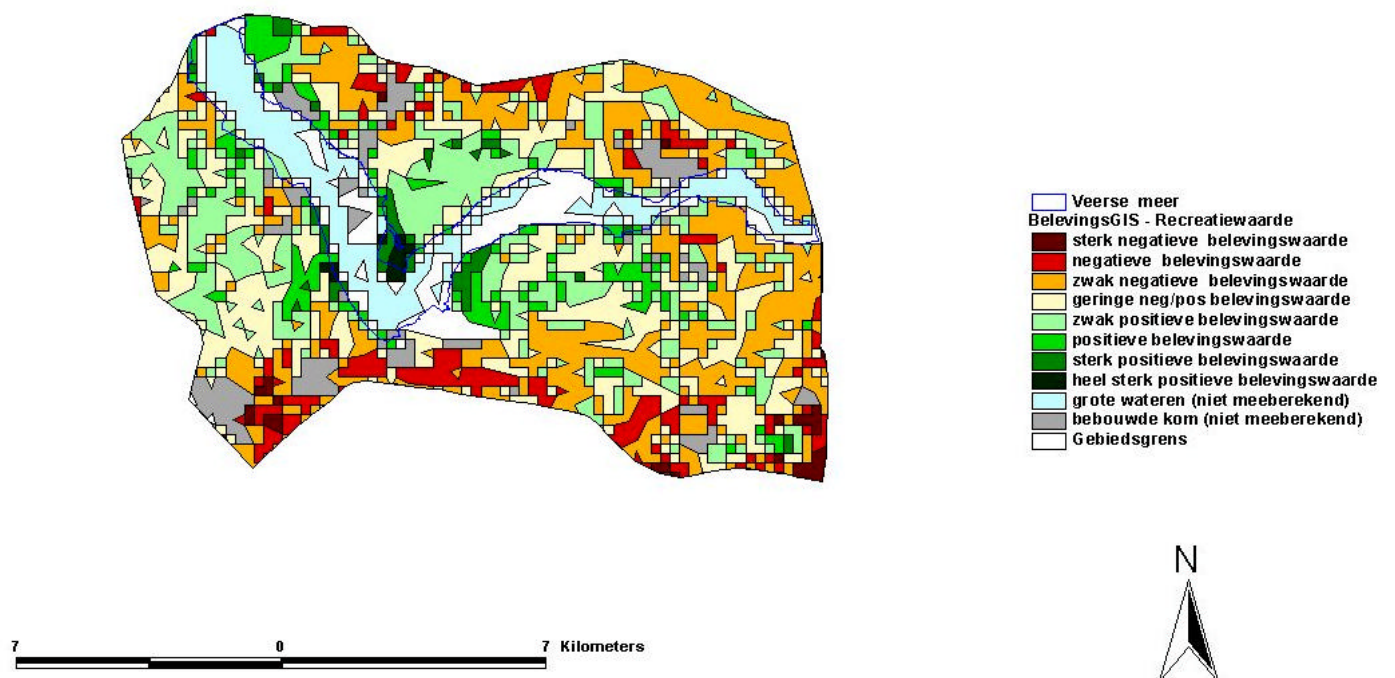 Veerse meer
BelevingsGIS - Recreatiewaarde
sterk negatieve belevingswaarde
negatieve belevingswaarde
zwak negatieve belevingswaarde
geringe neg/pos belevingswaarde
zwak positieve belevingswaarde
positieve belevingswaarde
sterk positieve belevingswaarde
heel sterk positieve belevingswaarde
grote wateren (niet meeberekend)
bebouwde kom (niet meeberekend)
Gebiedsgrens
N
7 0 7 Kilometers